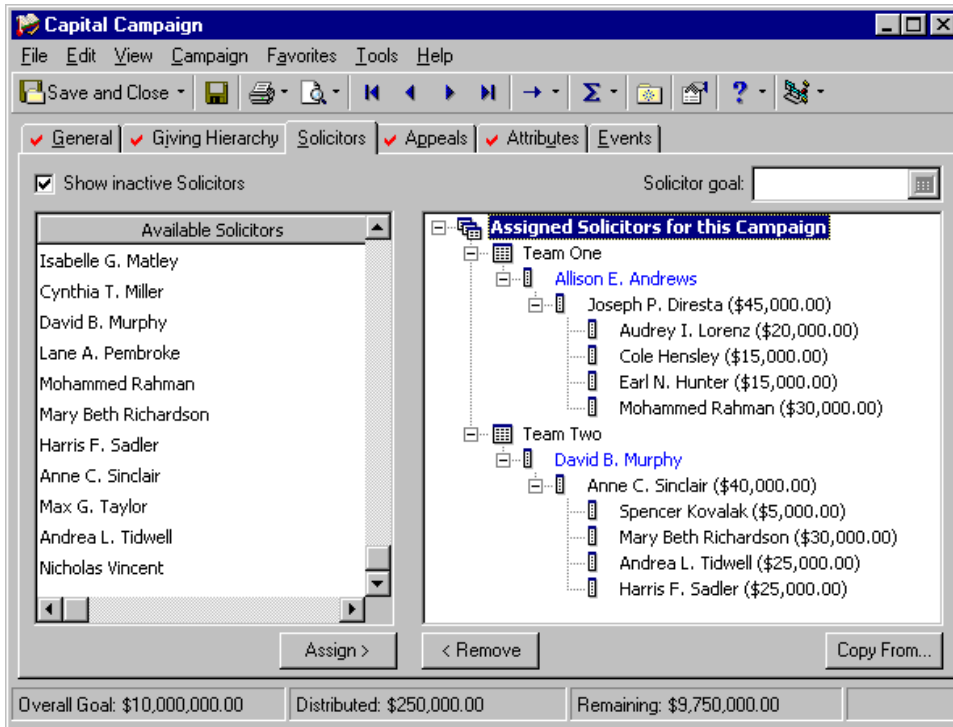 Capital Campaign
File Edit View Campaign Favorites Tools Help
Save and Close
General Giving Hierarchy Solicitors Appeals Attributes Events
Show inactive Solicitors
Solicitor goal:
Available Solicitors
Isabelle G. Matley
Cynthia T. Miller
David B. Murphy
Lane A. Pembroke
Mohammed Rahman
Mary Beth Richardson
Harris F. Sadler
Anne C. Sinclair
Max G. Taylor
Andrea L. Tidwell
Nicholas Vincent
Assigned Solicitors for this Campaign
Team One
Allison E. Andrews
Joseph P. Diresta ($45,000.00)
Audrey I. Lorenz ($20,000.00)
Cole Hensley ($15,000.00)
Earl N. Hunter ($15,000.00)
Mohammed Rahman ($30,000.00)
Team Two
David B. Murphy
Anne C. Sinclair ($40,000.00)
Spencer Kovalak ($5,000.00)
Mary Beth Richardson ($30,000.00)
Andrea L. Tidwell ($25,000.00)
Harris F. Sadler ($25,000.00)
Assign >
< Remove
Copy From...
Overall Goal: $10,000,000.00
Distributed: $250,000.00
Remaining: $9,750,000.00